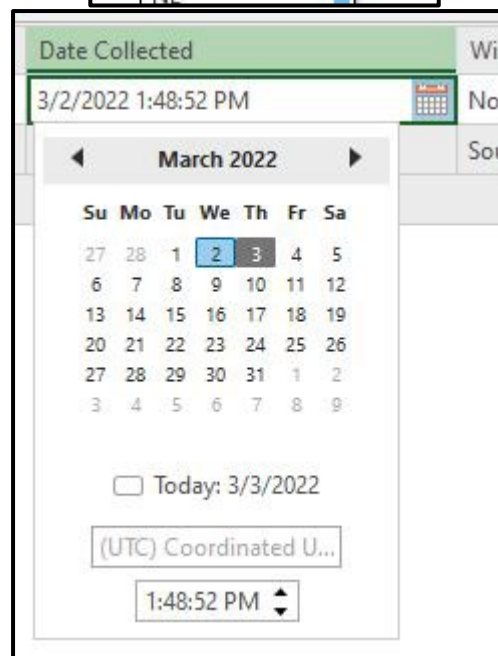 Date Collected Wi
3/2/2022 1:48:52 PM No
Sou
March 2022
Su Mo Tu We Th Fr Sa
27 28 1 2 3 4 5
6 7 8 9 10 11 12
13 14 15 16 17 18 19
20 21 22 23 24 25 26
27 28 29 30 31 1 2
3 4 5 6 7 8 9
Today: 3/3/2022
(UTC) Coordinated U...
1:48:52 PM